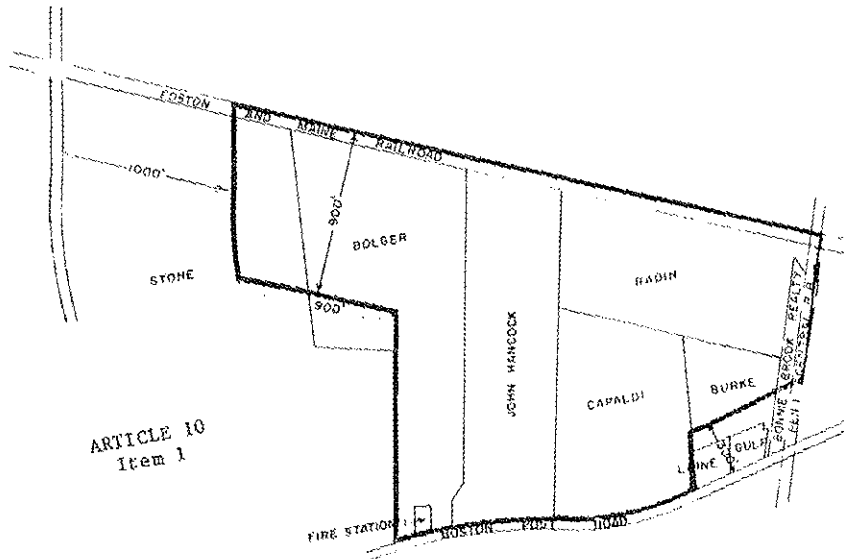 BOSTON AND MAINE RAILROAD
1000'
900'
BOLGER
STONE
RADIN
900'
JOHN HANCOCK
BONNIE BROOK REALTY
CAPALDI
BURKE
GULF
ARTICLE 10
Item 1
FIRE STATION
BOSTON POST ROAD